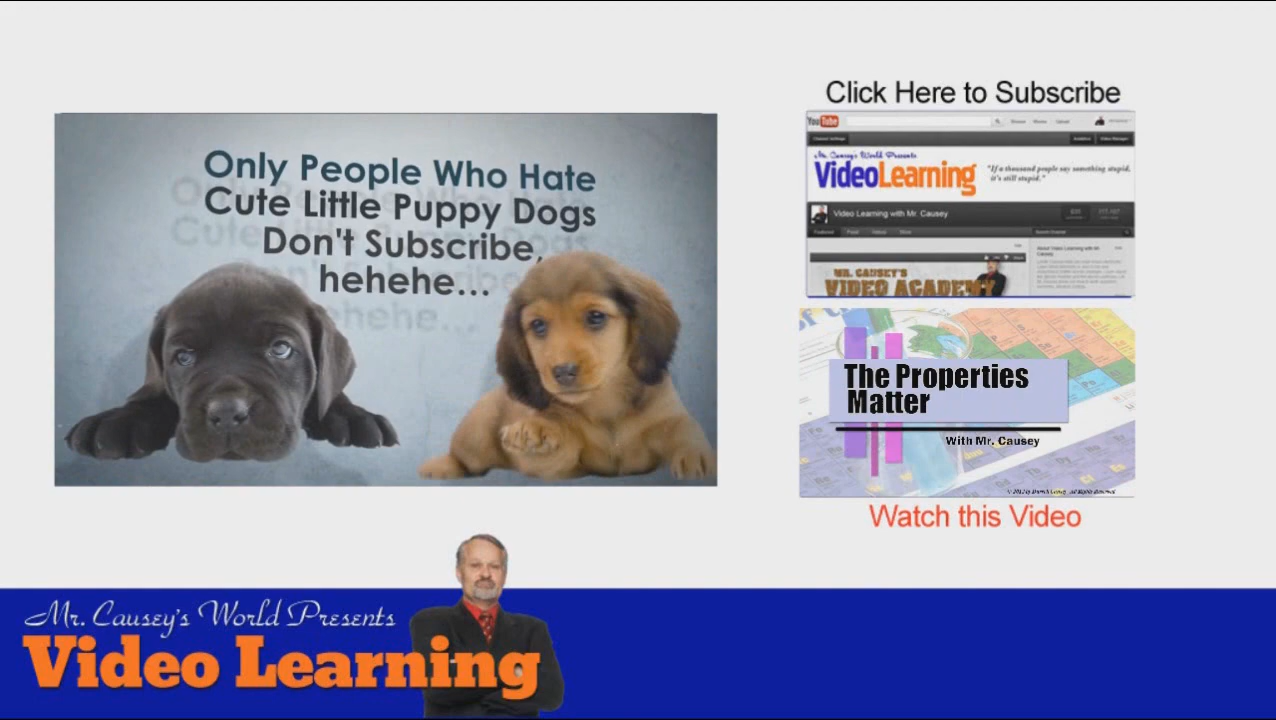 Click Here to Subscribe
Only People Who Hate
Cute Little Puppy Dogs
Don't Subscribe,
hehehe...
YouTube
Mr. Causey's World Presents
VideoLearning
"If a thousand people say something stupid,
it's still stupid."
Video Learning with Mr. Causey
MR. CAUSEY'S
VIDEO ACADEMY
The Properties
Matter
With Mr. Causey
Watch this Video
Mr. Causey's World Presents
Video Learning